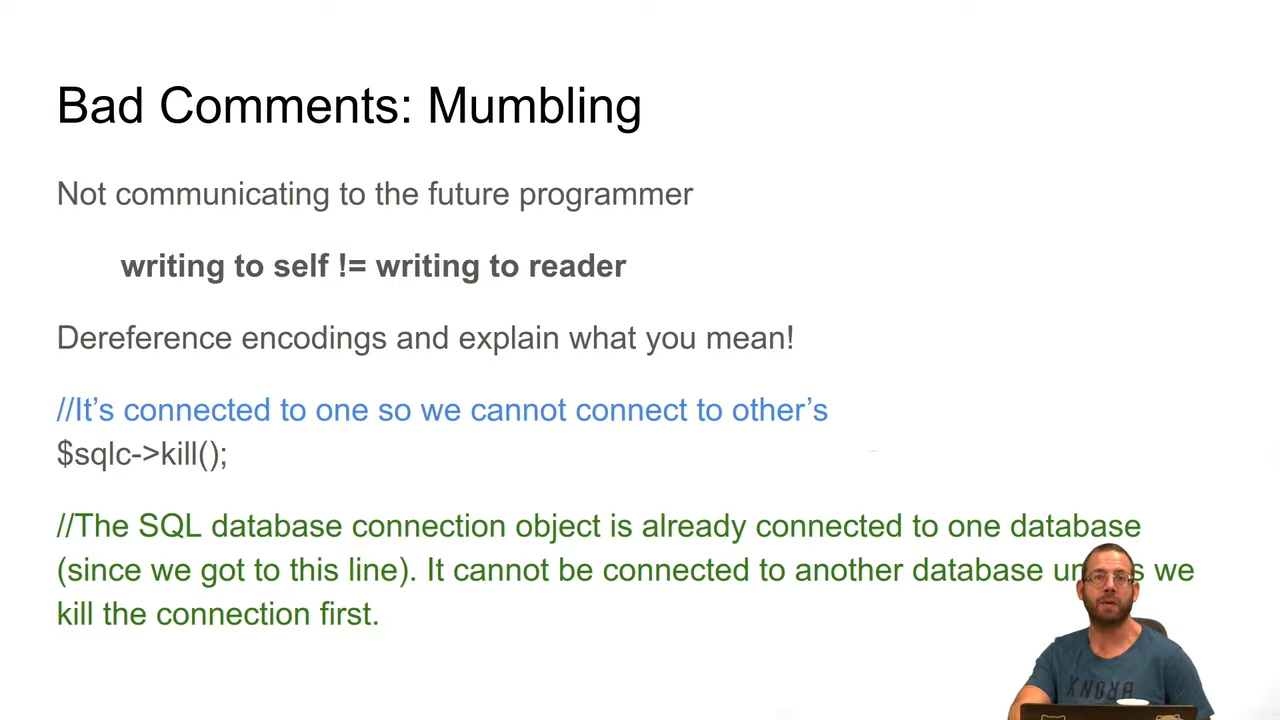 Bad Comments: Mumbling
Not communicating to the future programmer
writing to self != writing to reader
Dereference encodings and explain what you mean!
//It’s connected to one so we cannot connect to other’s
$sqlc->kill();
//The SQL database connection object is already connected to one database
(since we got to this line). It cannot be connected to another database we
kill the connection first.